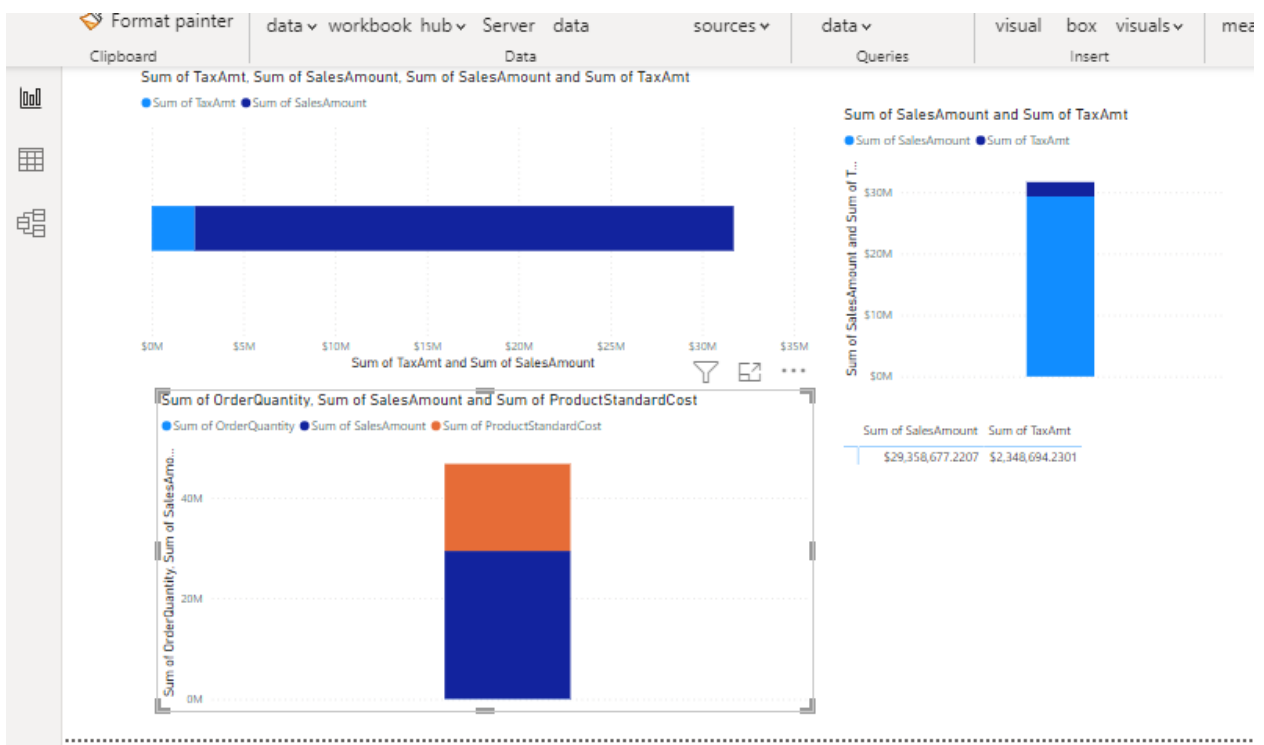 Format painter
data workbook hub Server data sources data visual box visuals mea
Clipboard Data Queries Insert
Sum of TaxAmt, Sum of SalesAmount, Sum of SalesAmount and Sum of TaxAmt
Sum of TaxAmt Sum of SalesAmount
$0M $5M $10M $15M $20M $25M $30M $35M
Sum of TaxAmt and Sum of SalesAmount
Sum of SalesAmount and Sum of TaxAmt
Sum of SalesAmount Sum of TaxAmt
Sum of SalesAmount and Sum of T...
$30M
$20M
$10M
$0M
Sum of OrderQuantity, Sum of SalesAmount and Sum of ProductStandardCost
Sum of OrderQuantity Sum of SalesAmount Sum of ProductStandardCost
Sum of OrderQuantity, Sum of SalesAmo...
40M
20M
0M
Sum of SalesAmount Sum of TaxAmt
$29,358,677.2207 $2,348,694.2301